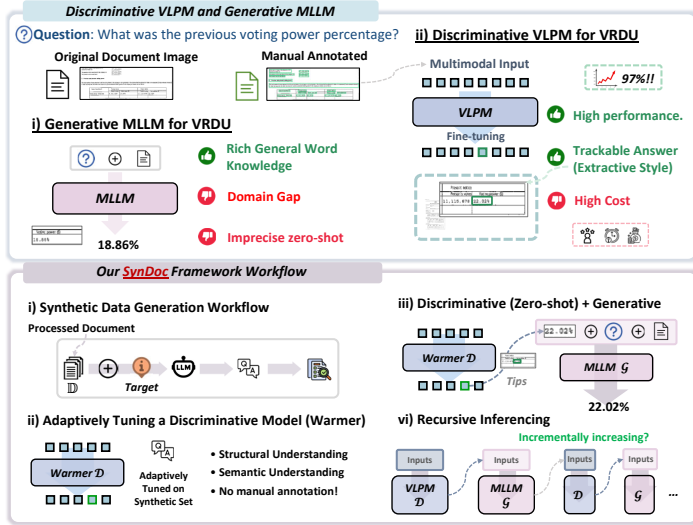 Discriminative VLPM and Generative MLLM
Question: What was the previous voting power percentage?
Original Document Image
Manual Annotated
i) Generative MLLM for VRDU
MLLM
18.86%
18.86%
Rich General Word
Knowledge
Domain Gap
Imprecise zero-shot
ii) Discriminative VLPM for VRDU
Multimodal Input
VLPM
Fine-tuning
97%!!
High performance.
Trackable Answer
(Extractive Style)
High Cost
Our SynDoc Framework Workflow
i) Synthetic Data Generation Workflow
Processed Document
𝔻
Target
LLM
Q
A
ii) Adaptively Tuning a Discriminative Model (Warmer)
Warmer 𝒟
Q
A
Adaptively
Tuned on
Synthetic Set
• Structural Understanding
• Semantic Understanding
• No manual annotation!
iii) Discriminative (Zero-shot) + Generative
Warmer 𝒟
Tips
22.02%
MLLM 𝒢
22.02%
vi) Recursive Inferencing
Incrementally increasing?
Inputs
Inputs
Inputs
Inputs
VLPM
𝒟
MLLM
𝒢
𝒟
𝒢
...